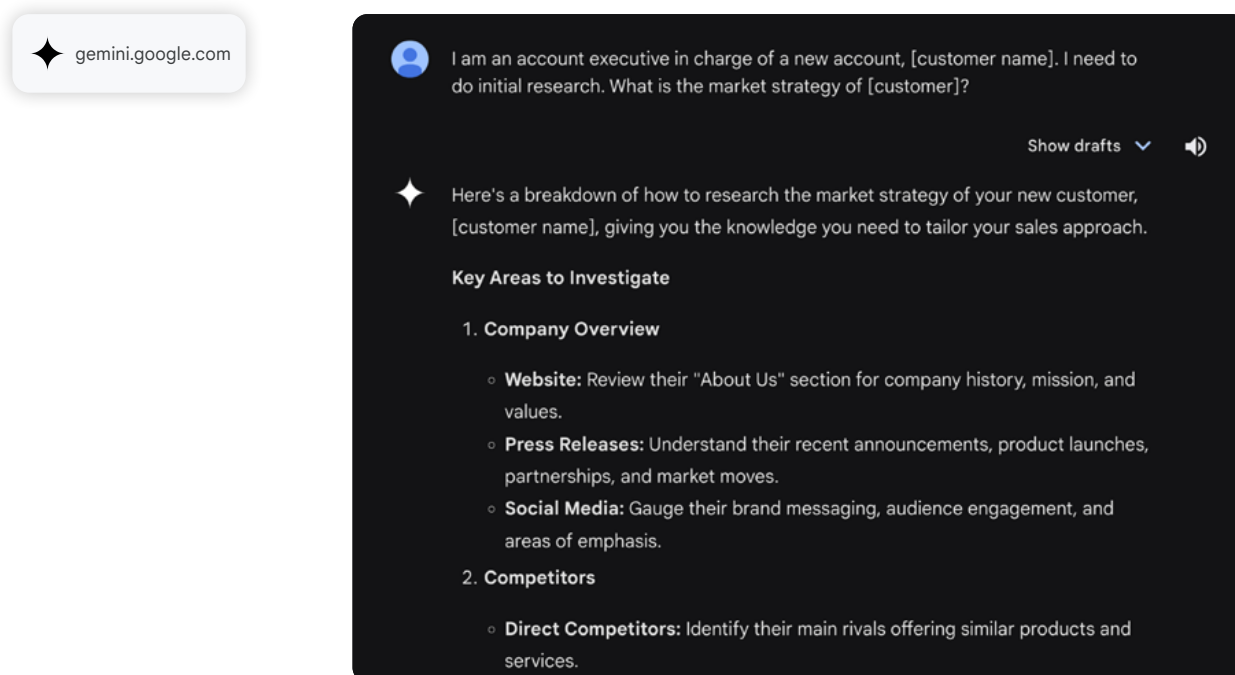 gemini.google.com
I am an account executive in charge of a new account, [customer name]. I need to
do initial research. What is the market strategy of [customer]?
Show drafts
Here's a breakdown of how to research the market strategy of your new customer,
[customer name], giving you the knowledge you need to tailor your sales approach.
Key Areas to Investigate
1. Company Overview
◦ Website: Review their "About Us" section for company history, mission, and
values.
◦ Press Releases: Understand their recent announcements, product launches,
partnerships, and market moves.
◦ Social Media: Gauge their brand messaging, audience engagement, and
areas of emphasis.
2. Competitors
◦ Direct Competitors: Identify their main rivals offering similar products and
services.